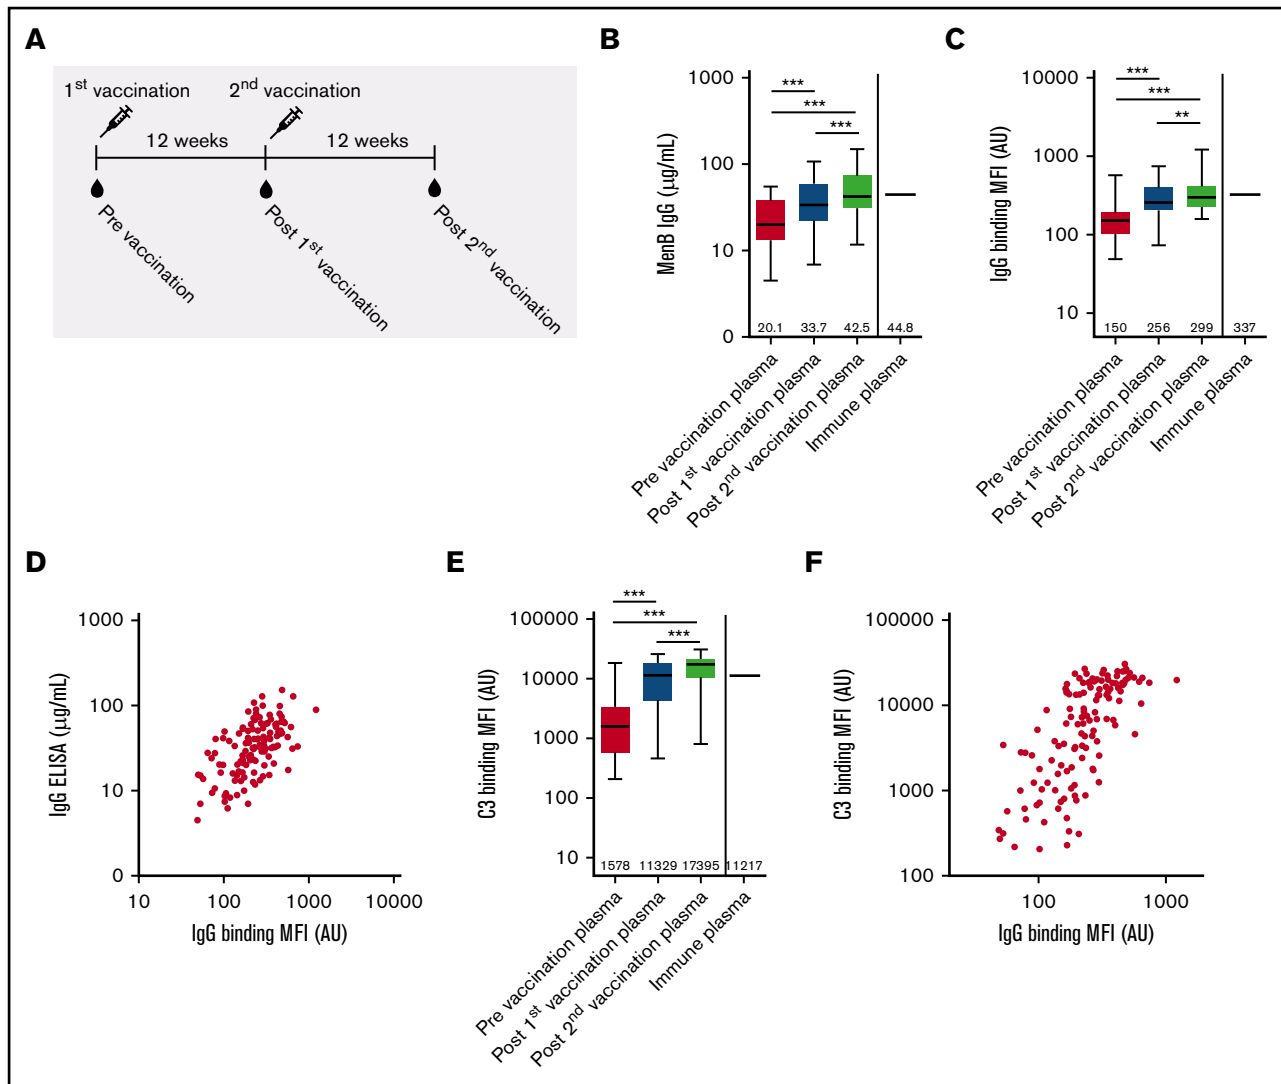 A
1st vaccination
2nd vaccination
12 weeks
12 weeks
Pre vaccination
Post 1st vaccination
Post 2nd vaccination
B
MenB IgG (μg/mL)
1000
100
10
0
***
***
***
20.1
33.7
42.5
44.8
Pre vaccination plasma
Post 1st vaccination plasma
Post 2nd vaccination plasma
Immune plasma
C
IgG binding MFI (AU)
10000
1000
100
10
***
***
**
150
256
299
337
Pre vaccination plasma
Post 1st vaccination plasma
Post 2nd vaccination plasma
Immune plasma
D
IgG ELISA (μg/mL)
1000
100
10
0
10
100
1000
10000
IgG binding MFI (AU)
E
C3 binding MFI (AU)
100000
10000
1000
100
10
***
***
***
1578
11329
17395
11217
Pre vaccination plasma
Post 1st vaccination plasma
Post 2nd vaccination plasma
Immune plasma
F
C3 binding MFI (AU)
100000
10000
1000
100
100
1000
IgG binding MFI (AU)